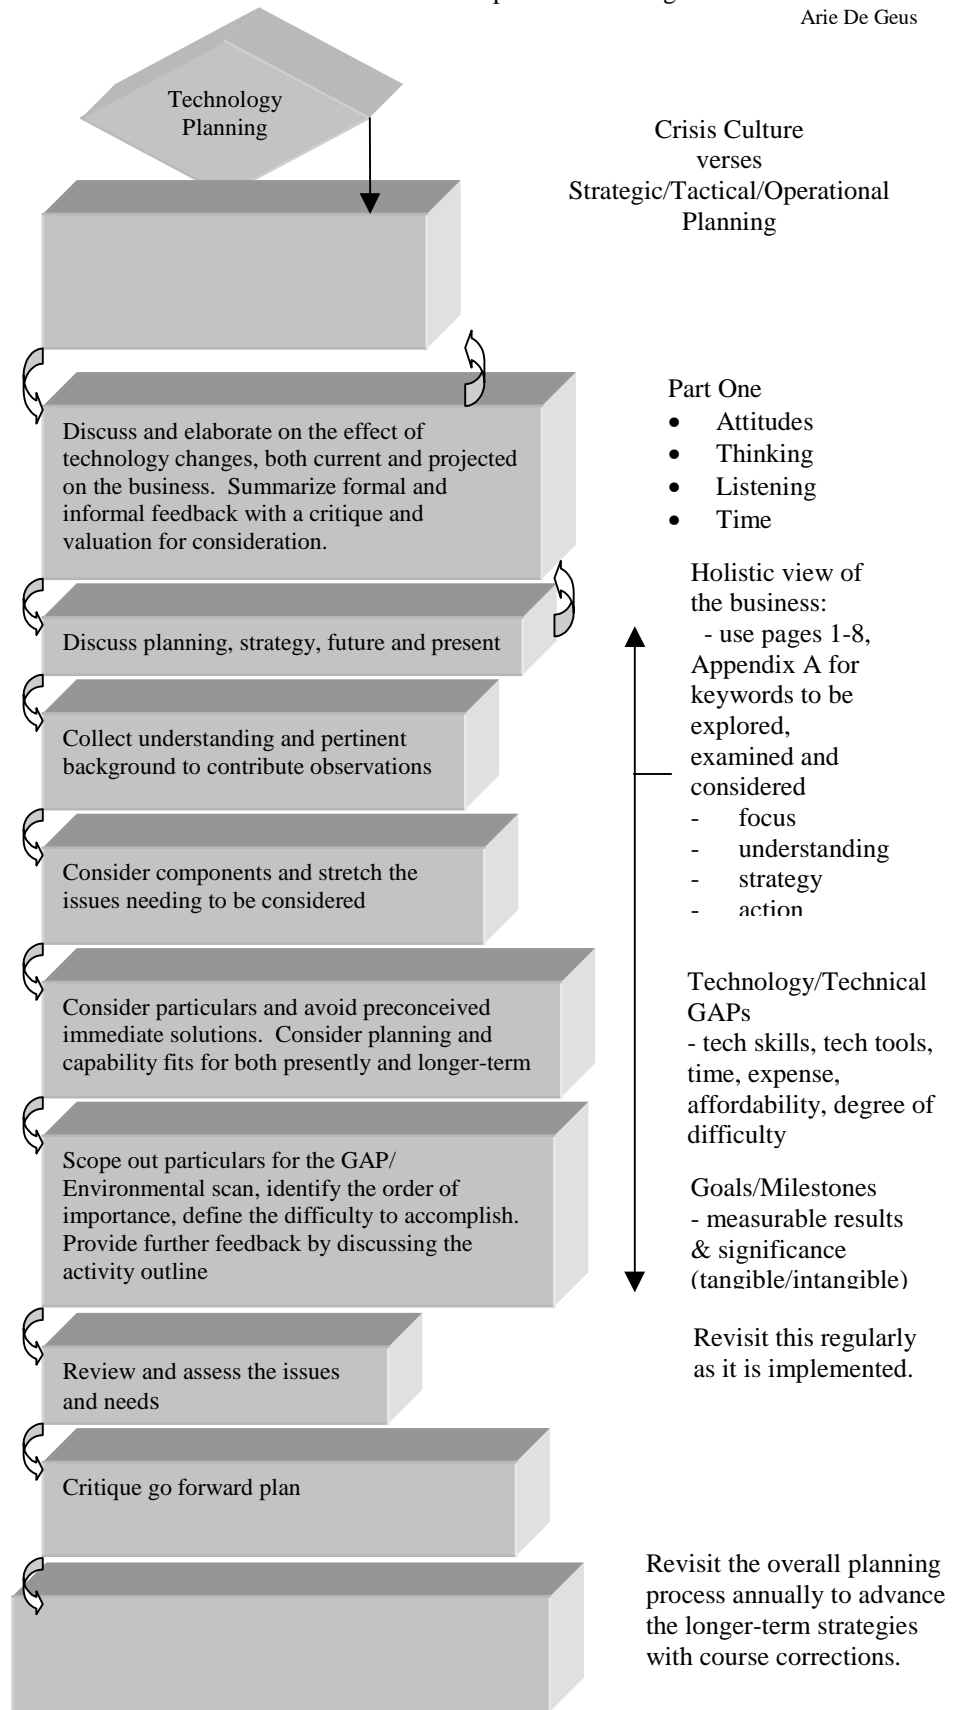 Arie De Geus
Technology
Planning
Crisis Culture
verses
Strategic/Tactical/Operational
Planning
Discuss and elaborate on the effect of
technology changes, both current and projected
on the business.  Summarize formal and
informal feedback with a critique and
valuation for consideration.
Part One
• Attitudes
• Thinking
• Listening
• Time
Discuss planning, strategy, future and present
Collect understanding and pertinent
background to contribute observations
Consider components and stretch the
issues needing to be considered
Holistic view of
the business:
- use pages 1-8,
Appendix A for
keywords to be
explored,
examined and
considered
- focus
- understanding
- strategy
- action
Consider particulars and avoid preconceived
immediate solutions.  Consider planning and
capability fits for both presently and longer-term
Technology/Technical
GAPs
- tech skills, tech tools,
time, expense,
affordability, degree of
difficulty
Scope out particulars for the GAP/
Environmental scan, identify the order of
importance, define the difficulty to accomplish.
Provide further feedback by discussing the
activity outline
Goals/Milestones
- measurable results
& significance
(tangible/intangible)
Review and assess the issues
and needs
Revisit this regularly
as it is implemented.
Critique go forward plan
Revisit the overall planning
process annually to advance
the longer-term strategies
with course corrections.